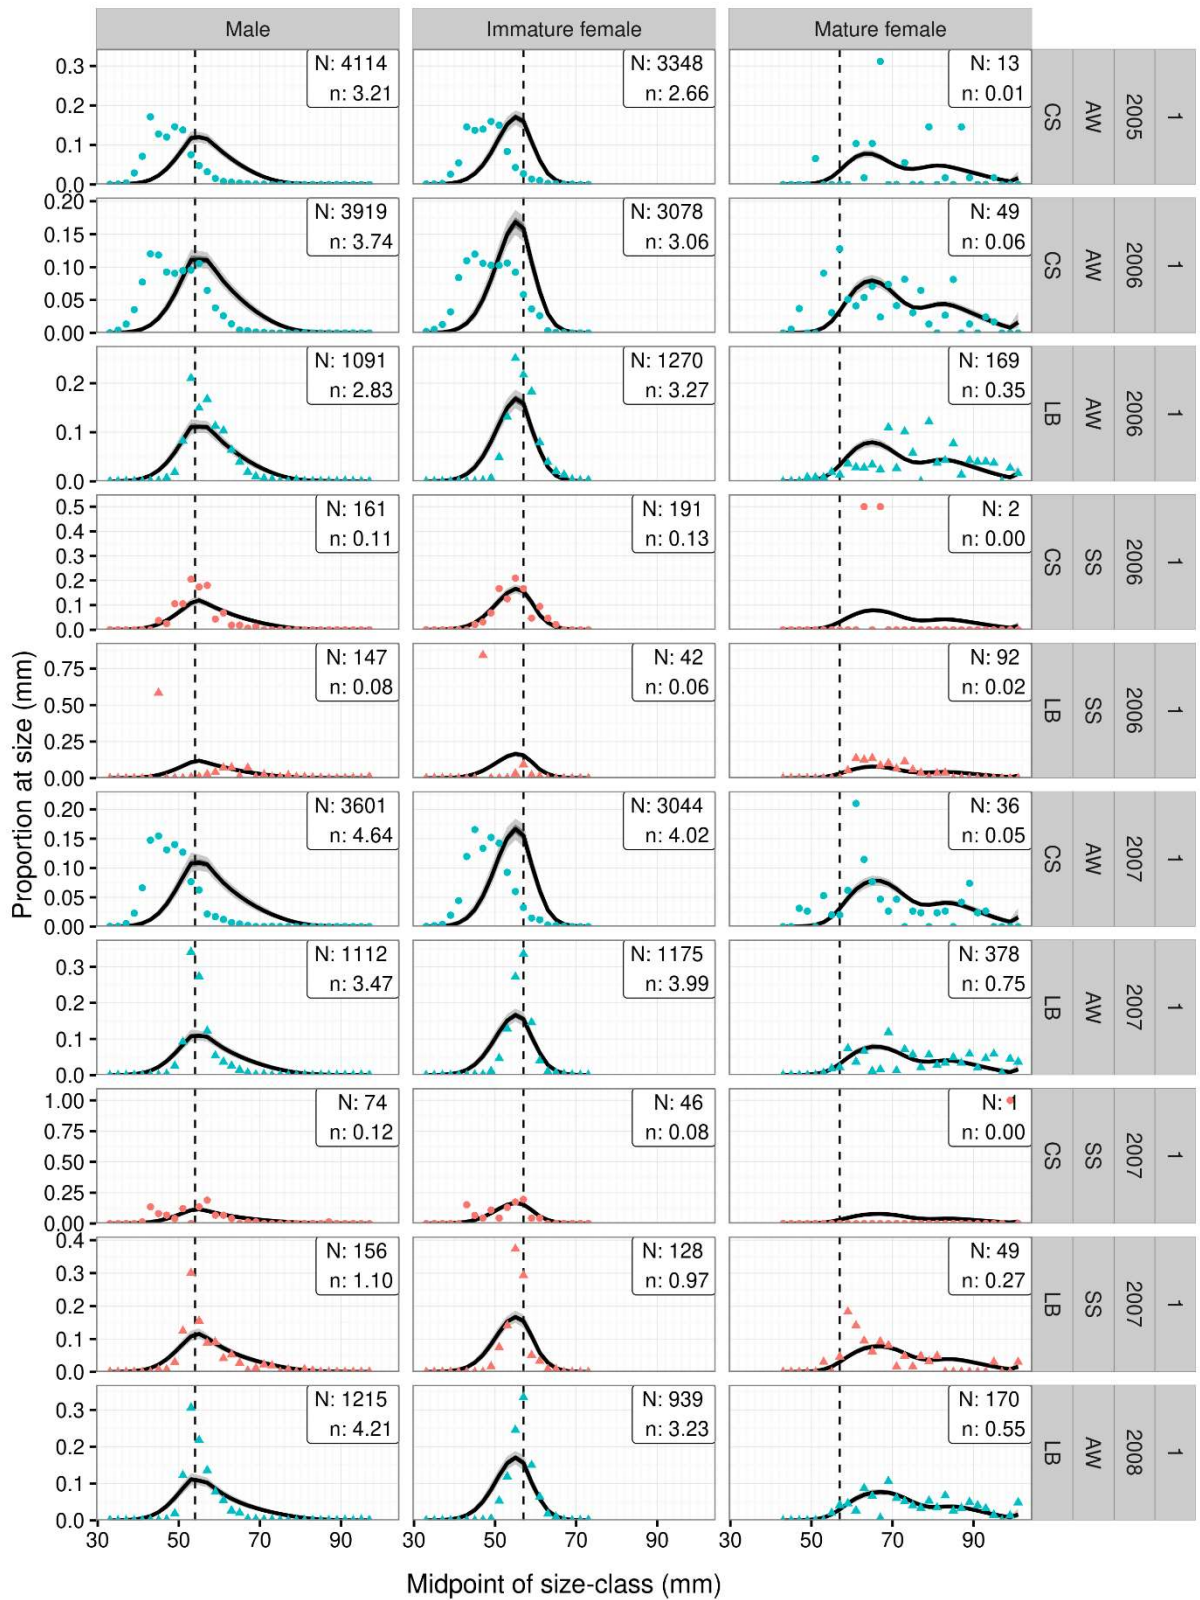 Male Immature female Mature female
Proportion at size (mm)
0.3
0.2
0.1
0.0
N: 4114
n: 3.21
N: 3348
n: 2.66
N: 13
n: 0.01
CS AW 2005 1
0.20
0.15
0.10
0.05
0.00
N: 3919
n: 3.74
N: 3078
n: 3.06
N: 49
n: 0.06
CS AW 2006 1
0.2
0.1
0.0
N: 1091
n: 2.83
N: 1270
n: 3.27
N: 169
n: 0.35
LB AW 2006 1
0.5
0.4
0.3
0.2
0.1
0.0
N: 161
n: 0.11
N: 191
n: 0.13
N: 2
n: 0.00
CS SS 2006 1
0.75
0.50
0.25
0.00
N: 147
n: 0.08
N: 42
n: 0.06
N: 92
n: 0.02
LB SS 2006 1
0.20
0.15
0.10
0.05
0.00
N: 3601
n: 4.64
N: 3044
n: 4.02
N: 36
n: 0.05
CS AW 2007 1
0.3
0.2
0.1
0.0
N: 1112
n: 3.47
N: 1175
n: 3.99
N: 378
n: 0.75
LB AW 2007 1
1.00
0.75
0.50
0.25
0.00
N: 74
n: 0.12
N: 46
n: 0.08
N: 1
n: 0.00
CS SS 2007 1
0.4
0.3
0.2
0.1
0.0
N: 156
n: 1.10
N: 128
n: 0.97
N: 49
n: 0.27
LB SS 2007 1
0.3
0.2
0.1
0.0
N: 1215
n: 4.21
N: 939
n: 3.23
N: 170
n: 0.55
LB AW 2008 1
30 50 70 90 30 50 70 90 30 50 70 90
Midpoint of size-class (mm)